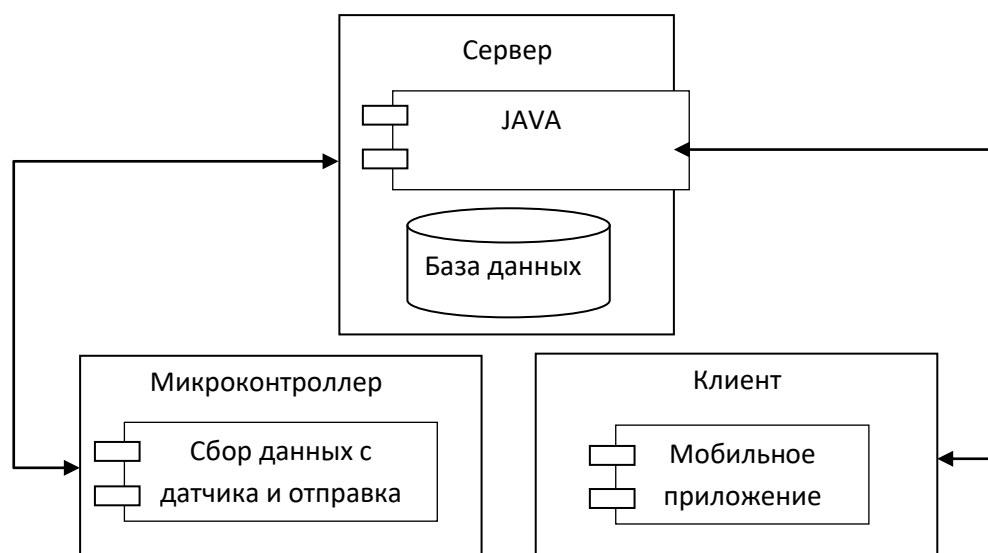 Сервер
JAVA
База данных
Микроконтроллер
Сбор данных с
датчика и отправка
Клиент
Мобильное
приложение